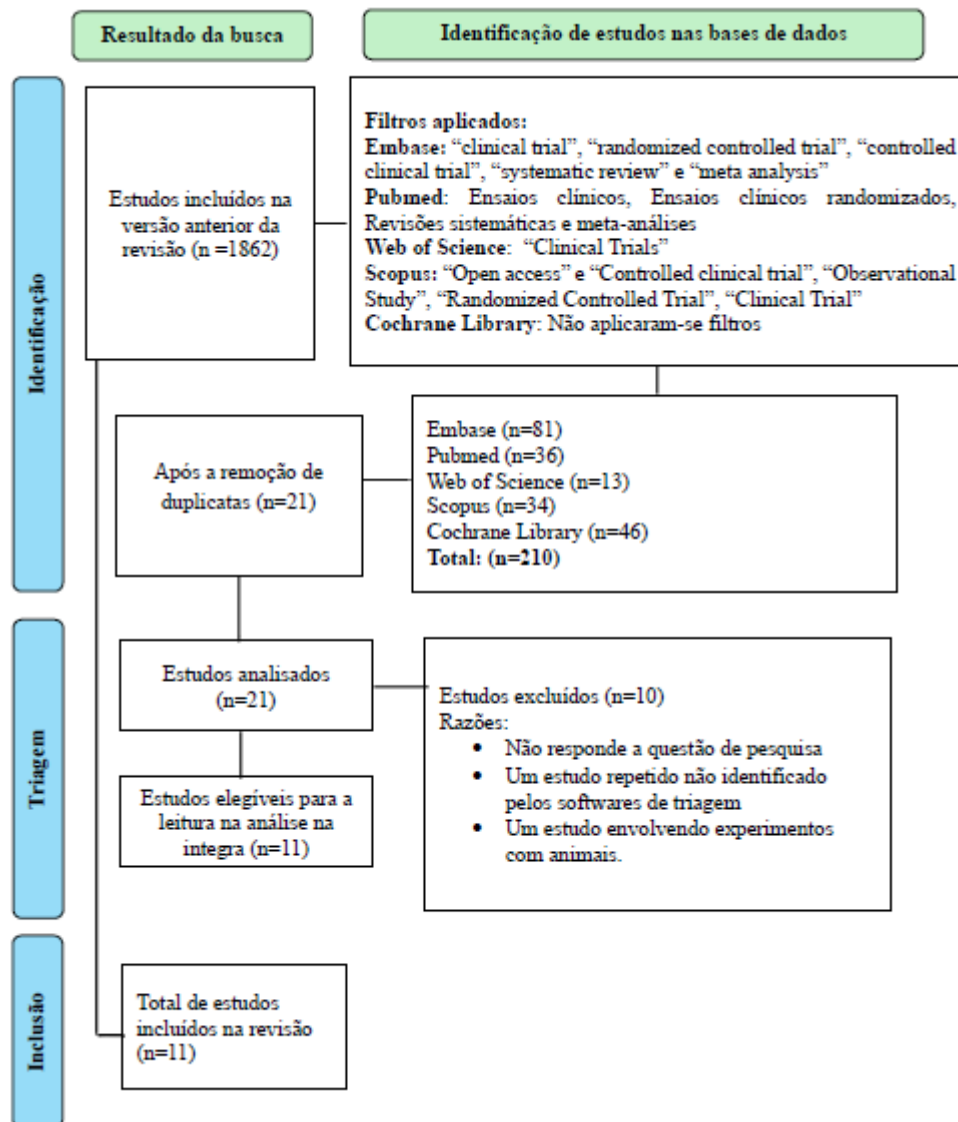 Resultado da busca
Identificação de estudos nas bases de dados
Identificação
Estudos incluídos na
versão anterior da
revisão (n =1862)
Filtros aplicados:
Embase: “clinical trial”, “randomized controlled trial”, “controlled
clinical trial”, “systematic review” e “meta analysis”
Pubmed: Ensaios clínicos, Ensaios clínicos randomizados,
Revisões sistemáticas e meta-análises
Web of Science: “Clinical Trials”
Scopus: “Open access” e “Controlled clinical trial”, “Observational
Study”, “Randomized Controlled Trial”, “Clinical Trial”
Cochrane Library: Não aplicaram-se filtros
Após a remoção de
duplicatas (n=21)
Embase (n=81)
Pubmed (n=36)
Web of Science (n=13)
Scopus (n=34)
Cochrane Library (n=46)
Total: (n=210)
Triagem
Estudos analisados
(n=21)
Estudos excluídos (n=10)
Razões:
• Não responde a questão de pesquisa
• Um estudo repetido não identificado
pelos softwares de triagem
• Um estudo envolvendo experimentos
com animais.
Estudos elegíveis para a
leitura na análise na
integra (n=11)
Inclusão
Total de estudos
incluídos na revisão
(n=11)